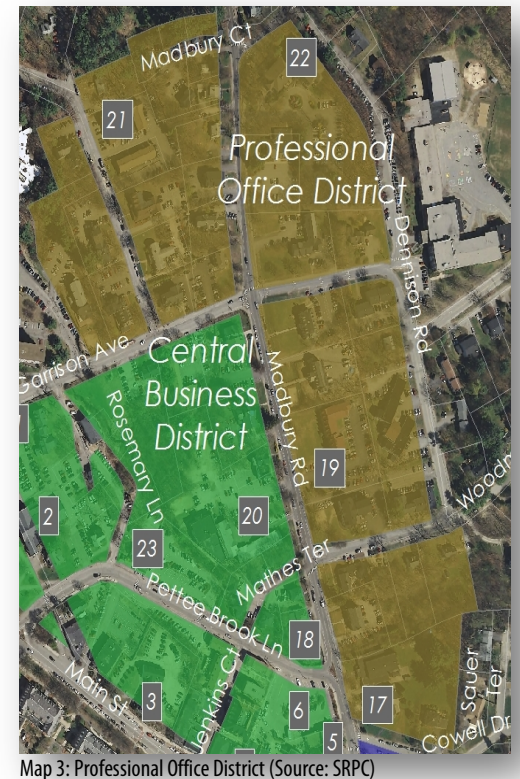 Madbury Ct
22
21
Professional
Office District
Dennison Rd
Garrison Ave
Central
Business
District
Madbury Rd
Rosemary Ln
19
2
20
23
Mathes Ter
Pettee Brook Ln
18
Main St
3
Jenkins Ct
6
17
5
Sauer
Ter
Cowell Dr
Map 3: Professional Office District (Source: SRPC)